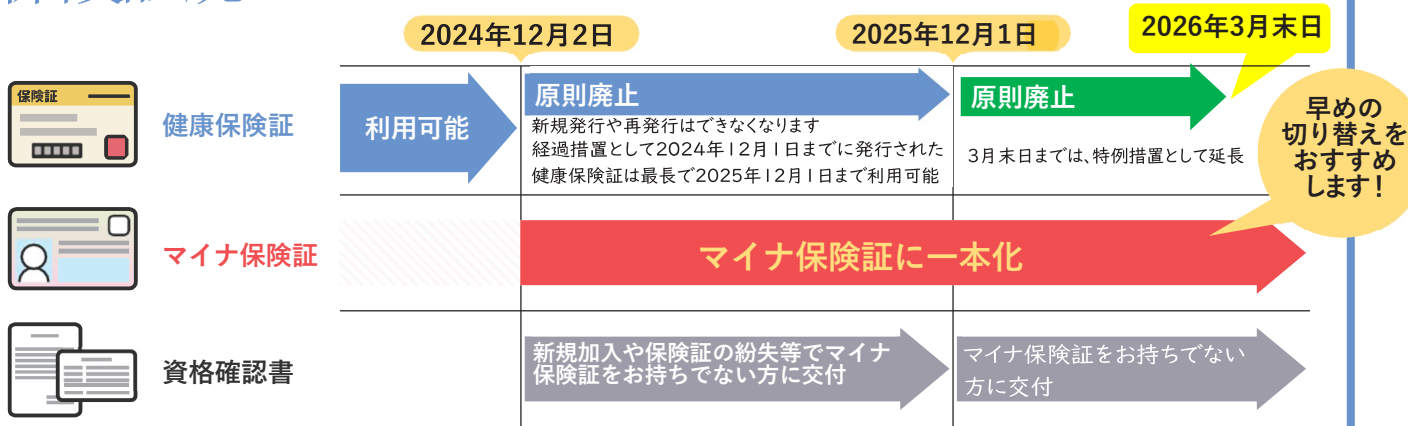 2024年12月2日
2025年12月1日
2026年3月末日
保険証
健康保険証
利用可能
原則廃止
新規発行や再発行はできなくなります
経過措置として2024年12月1日までに発行された
健康保険証は最長で2025年12月1日まで利用可能
原則廃止
3月末日までは、特例措置として延長
早めの
切り替えを
おすすめ
します!
マイナ保険証
マイナ保険証に一本化
資格確認書
新規加入や保険証の紛失等でマイナ
保険証をお持ちでない方に交付
マイナ保険証をお持ちでない
方に交付